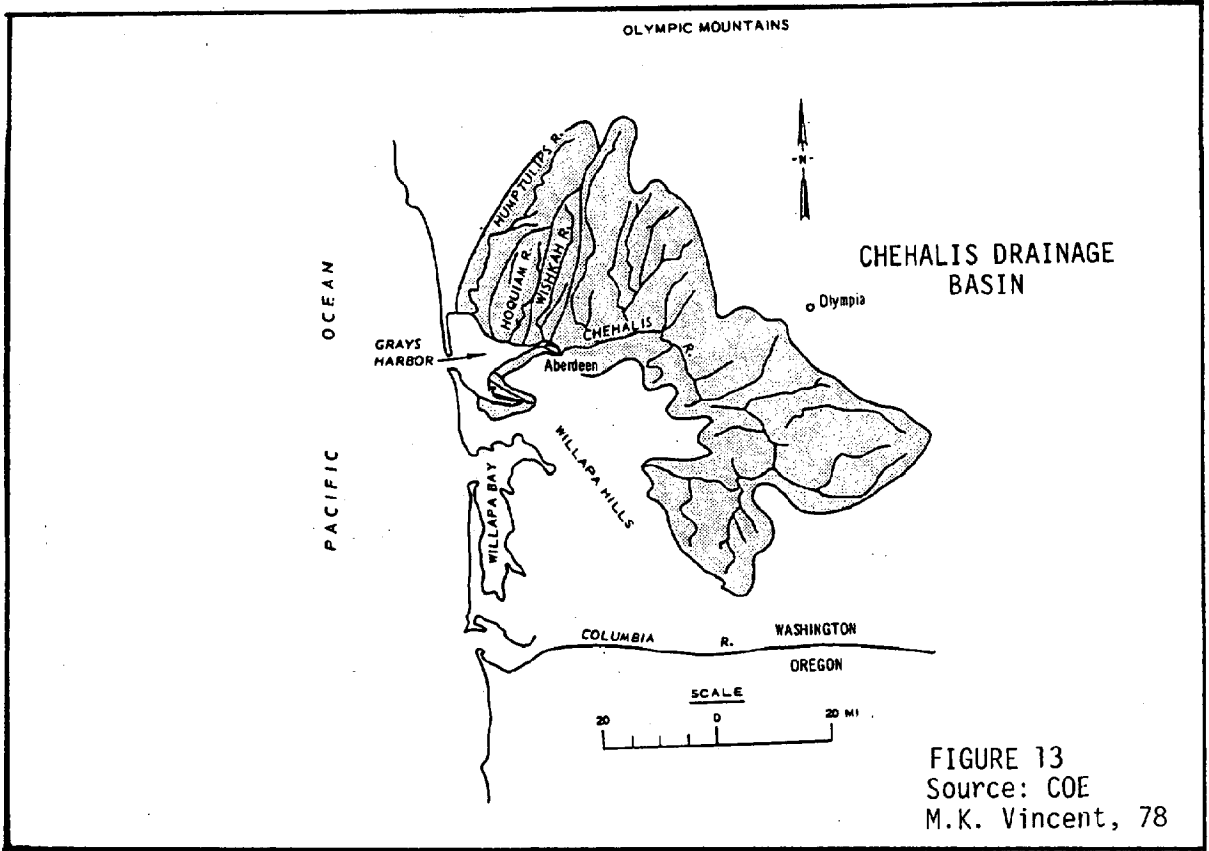 OLYMPIC MOUNTAINS
-N-
HUMPTULIPS R.
HOQUIAM R.
WISHKAH R.
CHEHALIS DRAINAGE
BASIN
Olympia
PACIFIC OCEAN
GRAYS
HARBOR
CHEHALIS R.
Aberdeen
WILLAPA HILLS
WILLAPA BAY
COLUMBIA R.
WASHINGTON
OREGON
SCALE
20 0 20 MI
FIGURE 13
Source: COE
M.K. Vincent, 78